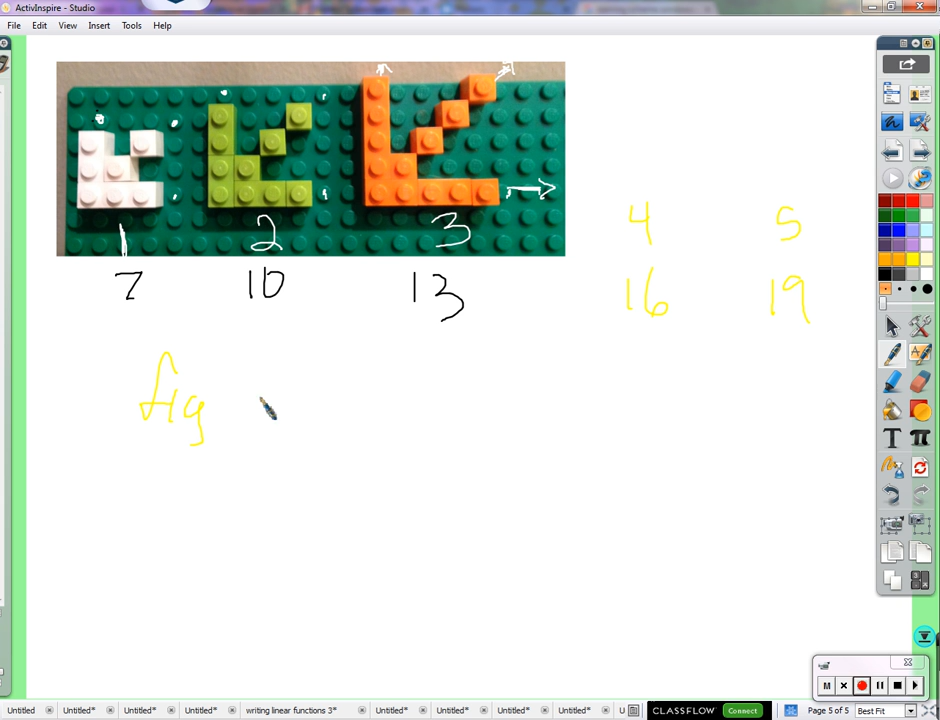 ActivInspire - Studio
File Edit View Insert Tools Help
1 2 3
7 10 13
4 5
16 19
fig
M
Untitled Untitled* Untitled* Untitled* writing linear functions 3* Untitled* Untitled* Untitled* Untitled* Untitled* U CLASSFLOW Connect Page 5 of 5 Best Fit